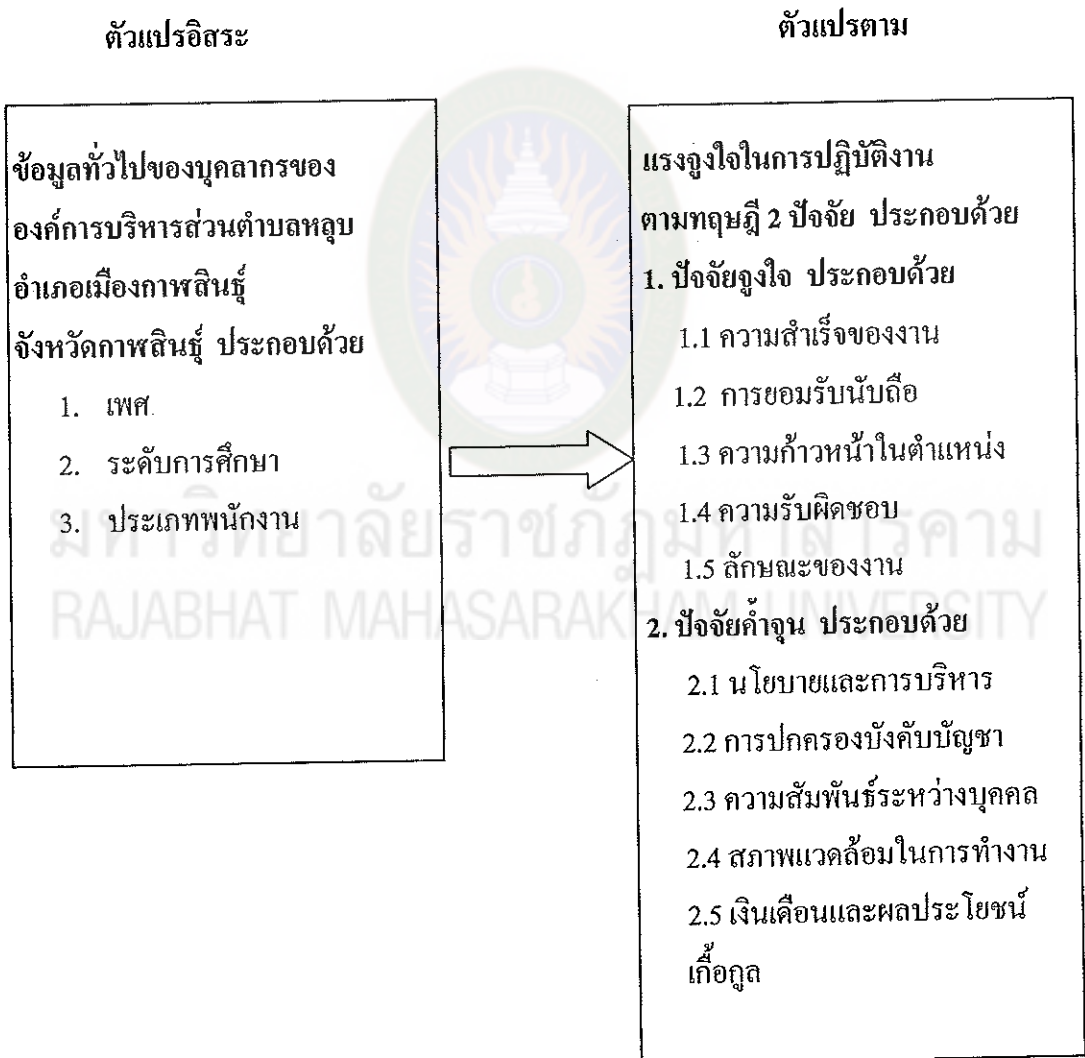 ตัวแปรอิสระ
ตัวแปรตาม
ข้อมูลทั่วไปของบุคลากรของ
องค์การบริหารส่วนตำบลหลุบ
อำเภอเมืองกาฬสินธุ์
จังหวัดกาฬสินธุ์ ประกอบด้วย
1. เพศ
2. ระดับการศึกษา
3. ประเภทพนักงาน
แรงจูงใจในการปฏิบัติงาน
ตามทฤษฎี 2 ปัจจัย ประกอบด้วย
1. ปัจจัยจูงใจ ประกอบด้วย
1.1 ความสำเร็จของงาน
1.2 การยอมรับนับถือ
1.3 ความก้าวหน้าในตำแหน่ง
1.4 ความรับผิดชอบ
1.5 ลักษณะของงาน
2. ปัจจัยค้ำจุน ประกอบด้วย
2.1 นโยบายและการบริหาร
2.2 การปกครองบังคับบัญชา
2.3 ความสัมพันธ์ระหว่างบุคคล
2.4 สภาพแวดล้อมในการทำงาน
2.5 เงินเดือนและผลประโยชน์
เกื้อกูล
มหาวิทยาลัยราชภัฏมหาสารคาม
RAJABHAT MAHASARAKHAM UNIVERSITY